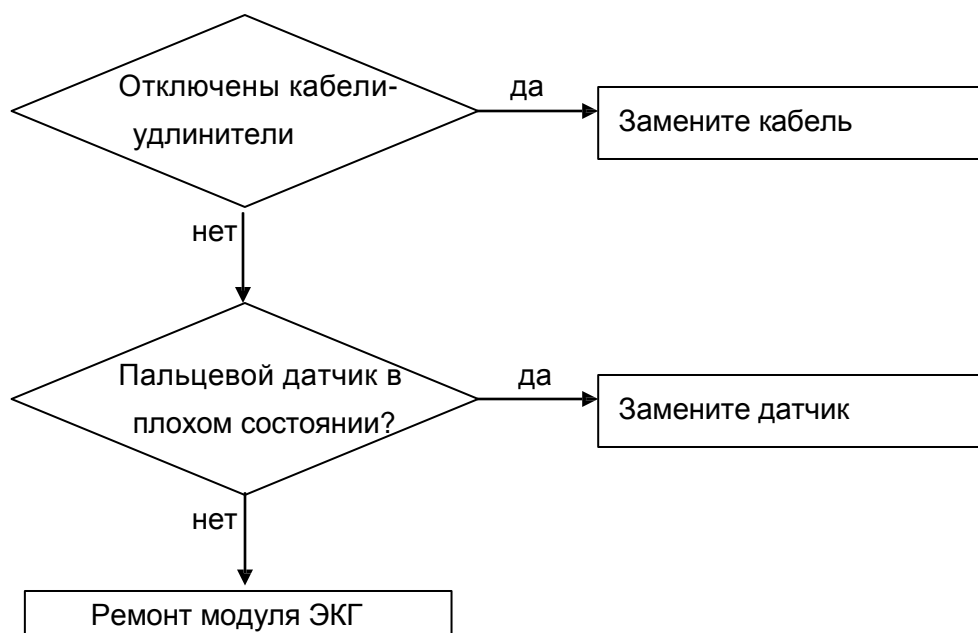 Отключены кабели-
удлинители
да
Замените кабель
нет
Пальцевой датчик в
плохом состоянии?
да
Замените датчик
нет
Ремонт модуля ЭКГ